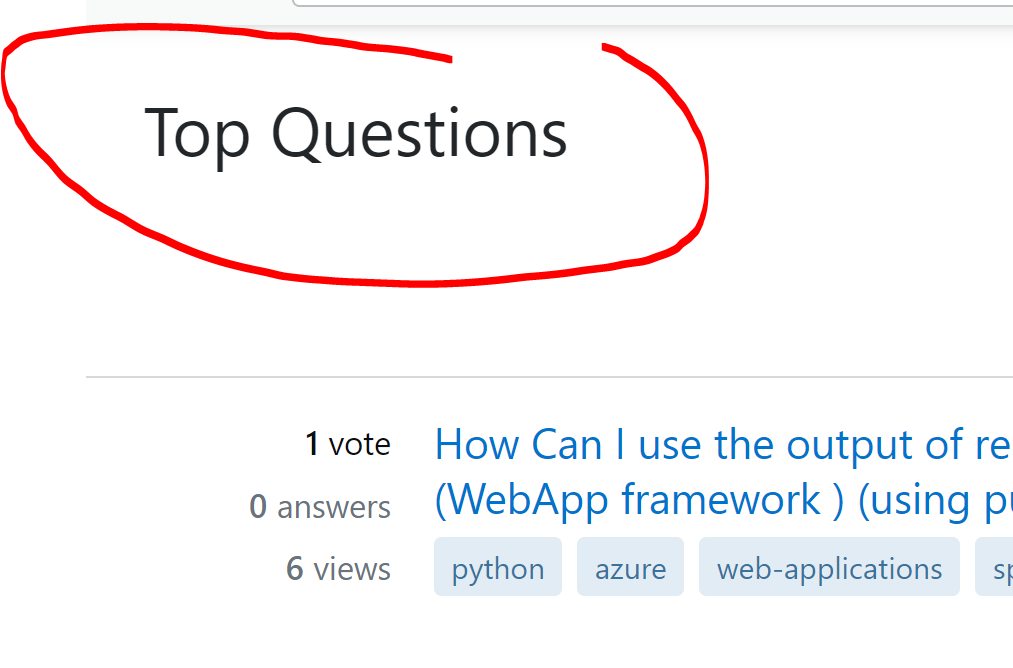 Top Questions
1 vote
How Can I use the output of re
0 answers
(WebApp framework ) (using pu
6 views
python azure web-applications sp